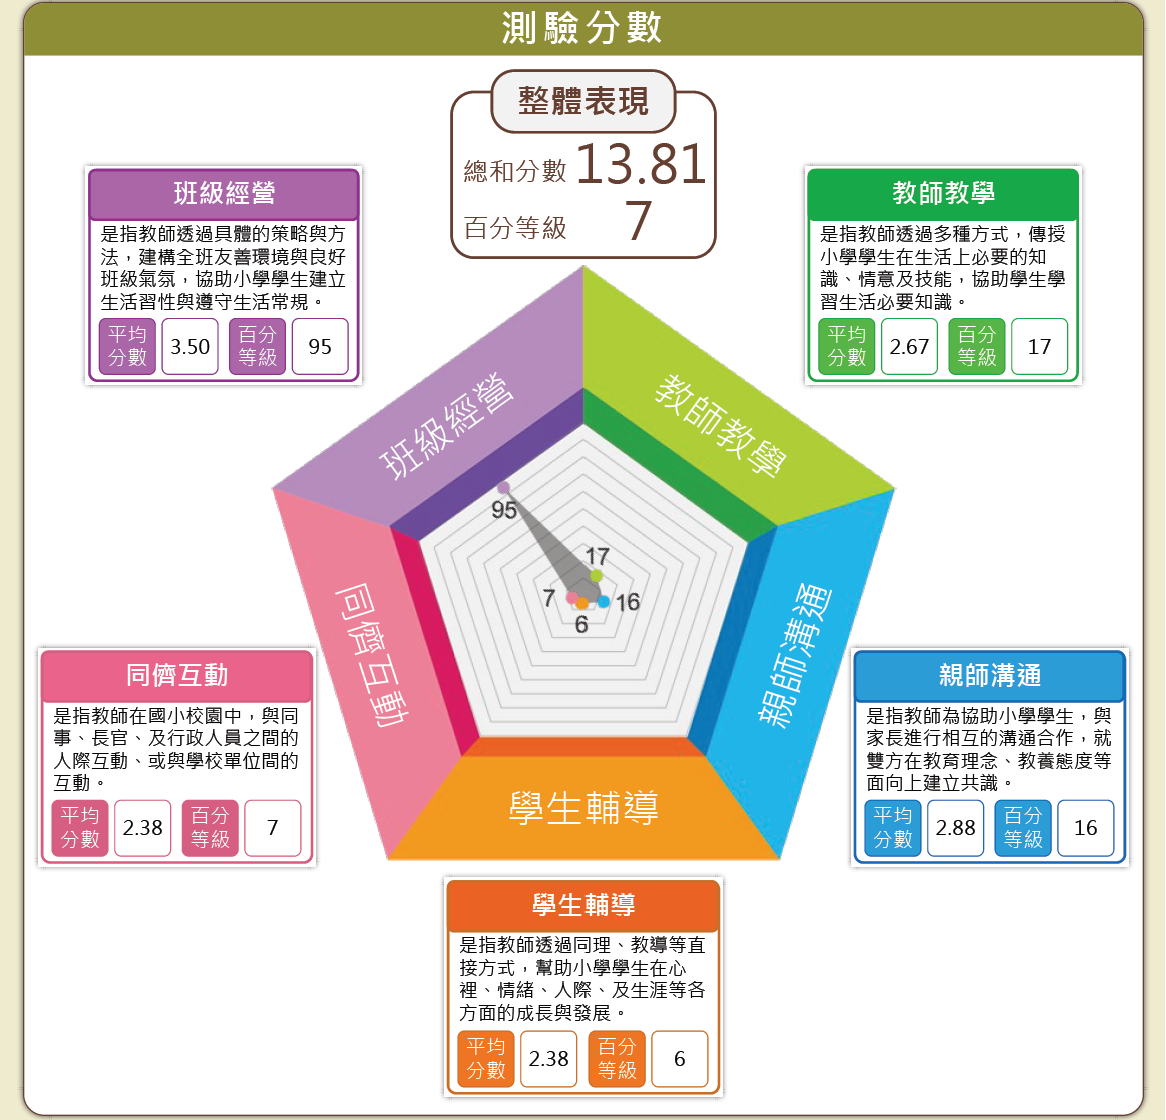 測驗分數
整體表現
總和分數 13.81
百分等級 7
班級經營
是指教師透過具體的策略與方
法，建構全班友善環境與良好
班級氣氛，協助小學學生建立
生活習性與遵守生活常規。
平均
分數
3.50
百分
等級
95
教師教學
是指教師透過多種方式，傳授
小學學生在生活上必要的知
識、情意及技能，協助學生學
習生活必要知識。
平均
分數
2.67
百分
等級
17
班級經營
教師教學
95
17
7
16
6
同儕互動
親師溝通
學生輔導
同儕互動
是指教師在國小校園中，與同
事、長官、及行政人員之間的
人際互動、或與學校單位間的
互動。
平均
分數
2.38
百分
等級
7
親師溝通
是指教師為協助小學學生，與
家長進行相互的溝通合作，就
雙方在教育理念、教養態度等
面向上建立共識。
平均
分數
2.88
百分
等級
16
學生輔導
是指教師透過同理、教導等直
接方式，幫助小學學生在心
裡、情緒、人際、及生涯等各
方面的成長與發展。
平均
分數
2.38
百分
等級
6